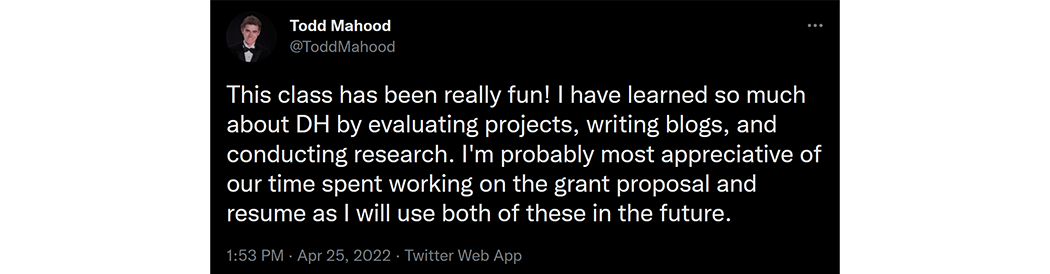 Todd Mahood
@ToddMahood
This class has been really fun! I have learned so much
about DH by evaluating projects, writing blogs, and
conducting research. I'm probably most appreciative of
our time spent working on the grant proposal and
resume as I will use both of these in the future.
1:53 PM · Apr 25, 2022 · Twitter Web App